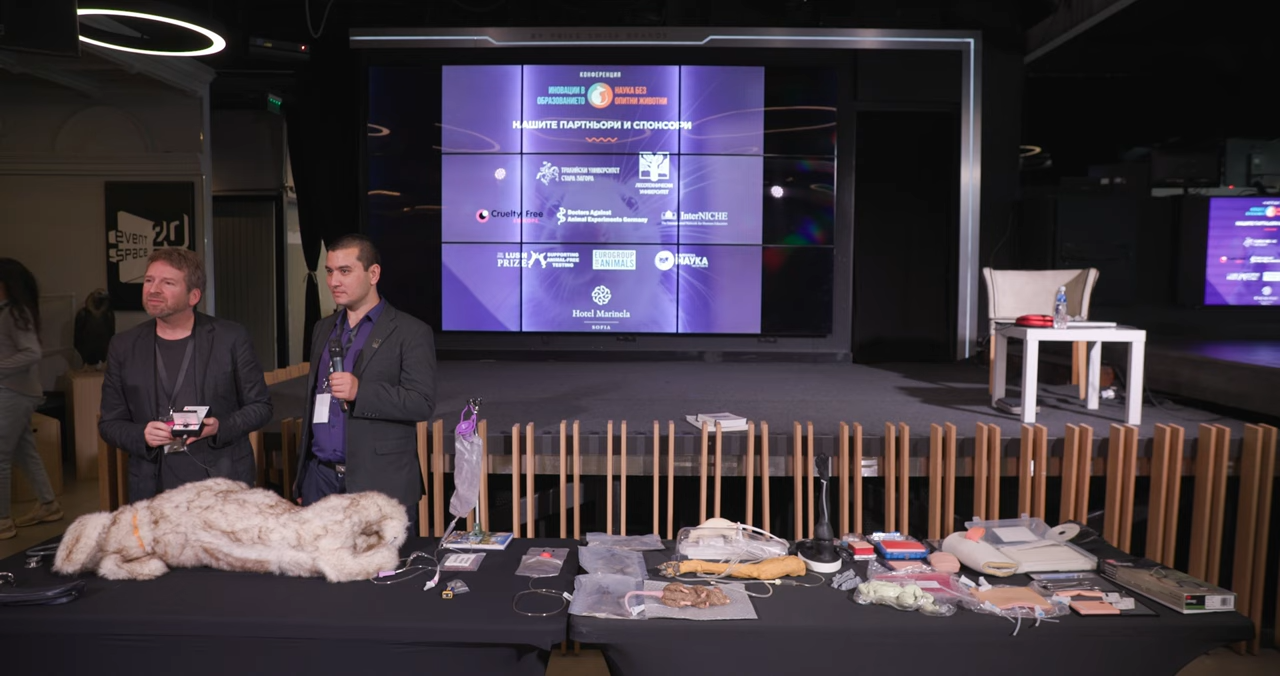 КОНФЕРЕНЦИЯ
ИНОВАЦИИ В
ОБРАЗОВАНИЕТО
НАУКА БЕЗ
ОПИТНИ ЖИВОТНИ
НАШИТЕ ПАРТНЬОРИ И СПОНСОРИ
ТРАКИЙСКИ УНИВЕРСИТЕТ
СТАРА ЗАГОРА
ЛЕСОТЕХНИЧЕСКИ
УНИВЕРСИТЕТ
Cruelty Free
Doctors Against
Animal Experiments Germany
InterNICHE
LUSH
PRIZE
SUPPORTING
ANIMAL-FREE
TESTING
EUROGROUP
FOR ANIMALS
НАУКА
Hotel Marinela
SOFIA
event
space